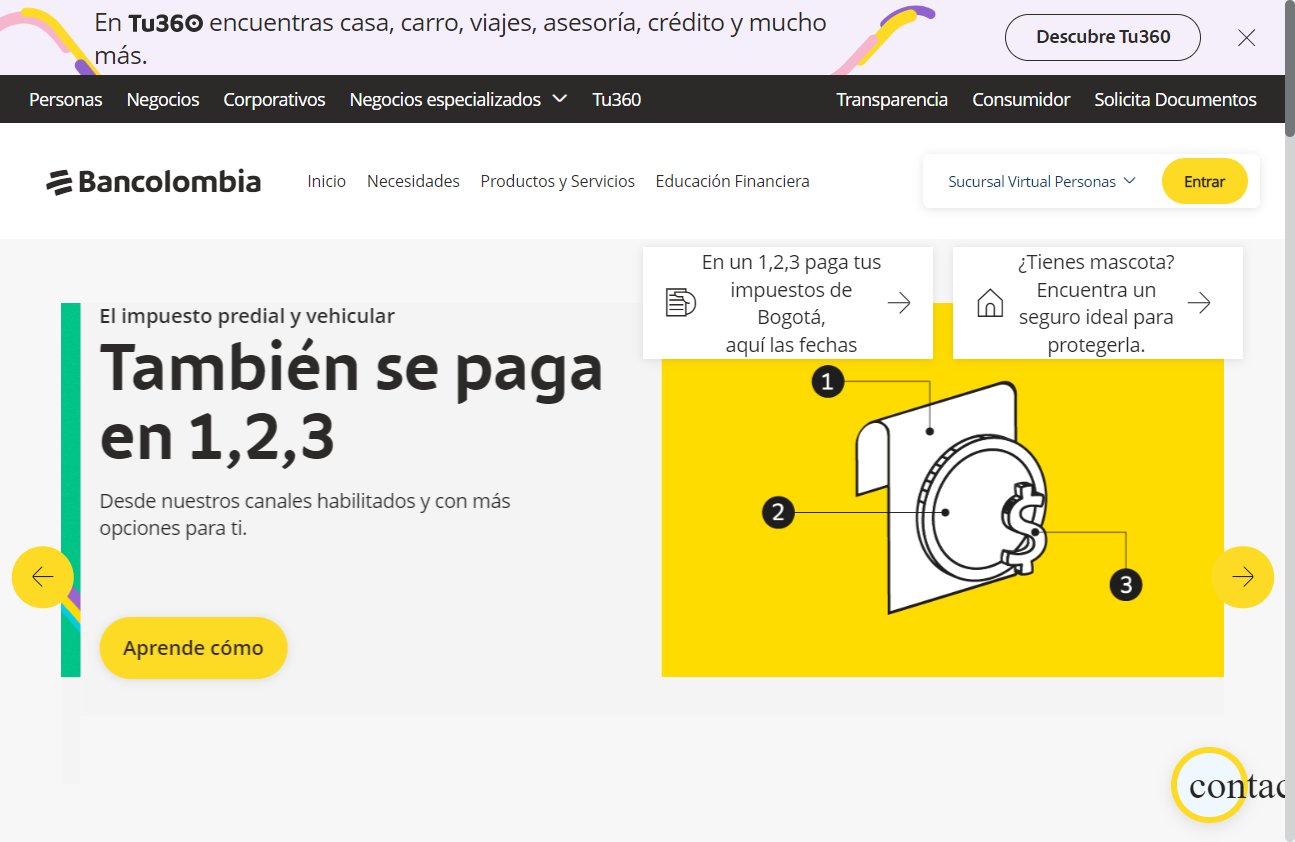 En Tu360 encuentras casa, carro, viajes, asesoría, crédito y mucho
más.
Descubre Tu360
Personas Negocios Corporativos Negocios especializados Tu360 Transparencia Consumidor Solicita Documentos
Bancolombia Inicio Necesidades Productos y Servicios Educación Financiera Sucursal Virtual Personas Entrar
En un 1,2,3 paga tus
impuestos de
Bogotá,
aquí las fechas
¿Tienes mascota?
Encuentra un
seguro ideal para
protegerla.
El impuesto predial y vehicular
También se paga
en 1,2,3
Desde nuestros canales habilitados y con más
opciones para ti.
Aprende cómo
1
2
3
$
contac